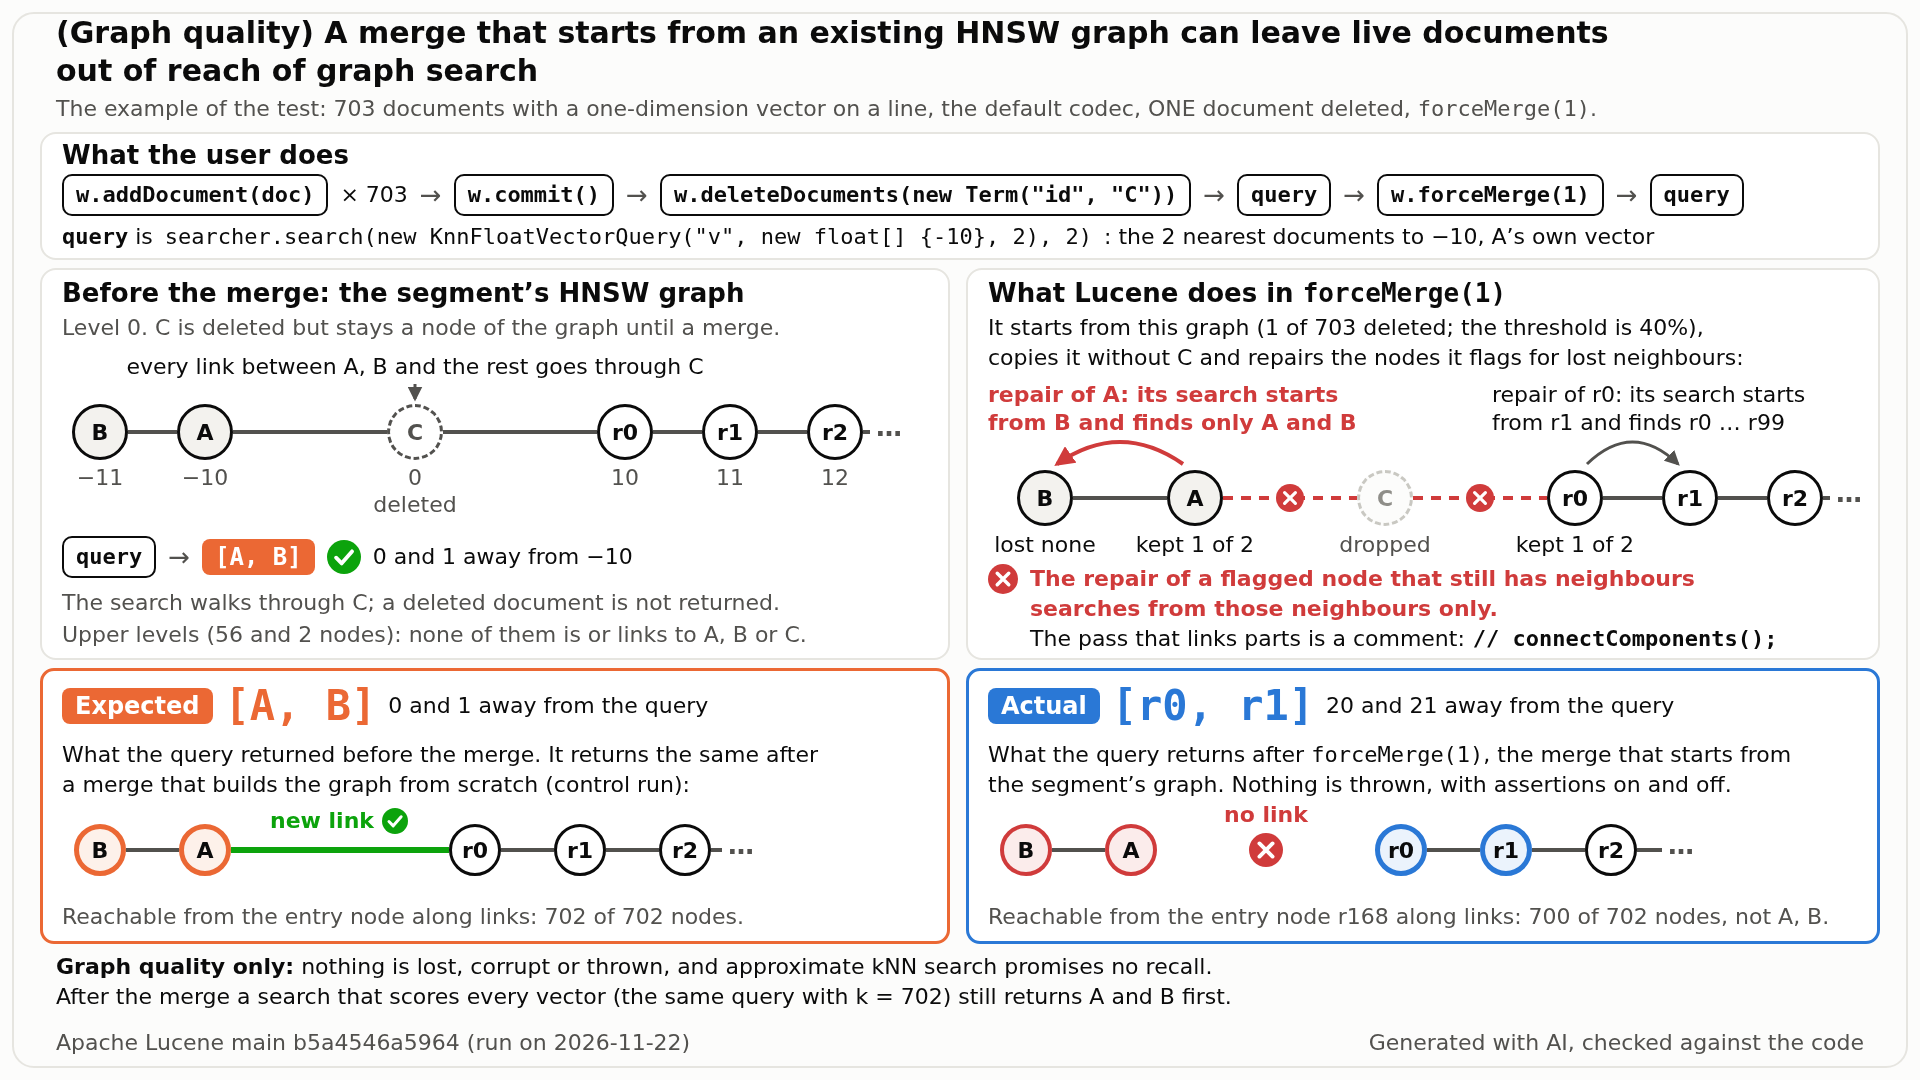 (Graph quality) A merge that starts from an existing HNSW graph can leave live documents
out of reach of graph search
The example of the test: 703 documents with a one-dimension vector on a line, the default codec, ONE document deleted, forceMerge(1).
What the user does
w.addDocument(doc) × 703 → w.commit() → w.deleteDocuments(new Term("id", "C")) → query → w.forceMerge(1) → query
query is searcher.search(new KnnFloatVectorQuery("v", new float[] {-10}, 2), 2) : the 2 nearest documents to −10, A’s own vector
Before the merge: the segment’s HNSW graph
Level 0. C is deleted but stays a node of the graph until a merge.
every link between A, B and the rest goes through C
B A C r0 r1 r2 …
−11 −10 0 10 11 12
deleted
query → [A, B] 0 and 1 away from −10
The search walks through C; a deleted document is not returned.
Upper levels (56 and 2 nodes): none of them is or links to A, B or C.
What Lucene does in forceMerge(1)
It starts from this graph (1 of 703 deleted; the threshold is 40%),
copies it without C and repairs the nodes it flags for lost neighbours:
repair of A: its search starts
from B and finds only A and B
repair of r0: its search starts
from r1 and finds r0 … r99
B A C r0 r1 r2 …
lost none kept 1 of 2 dropped kept 1 of 2
The repair of a flagged node that still has neighbours
searches from those neighbours only.
The pass that links parts is a comment: // connectComponents();
Expected [A, B] 0 and 1 away from the query
What the query returned before the merge. It returns the same after
a merge that builds the graph from scratch (control run):
new link
B A r0 r1 r2 …
Reachable from the entry node along links: 702 of 702 nodes.
Actual [r0, r1] 20 and 21 away from the query
What the query returns after forceMerge(1), the merge that starts from
the segment’s graph. Nothing is thrown, with assertions on and off.
no link
B A r0 r1 r2 …
Reachable from the entry node r168 along links: 700 of 702 nodes, not A, B.
Graph quality only: nothing is lost, corrupt or thrown, and approximate kNN search promises no recall.
After the merge a search that scores every vector (the same query with k = 702) still returns A and B first.
Apache Lucene main b5a4546a5964 (run on 2026-11-22)
Generated with AI, checked against the code